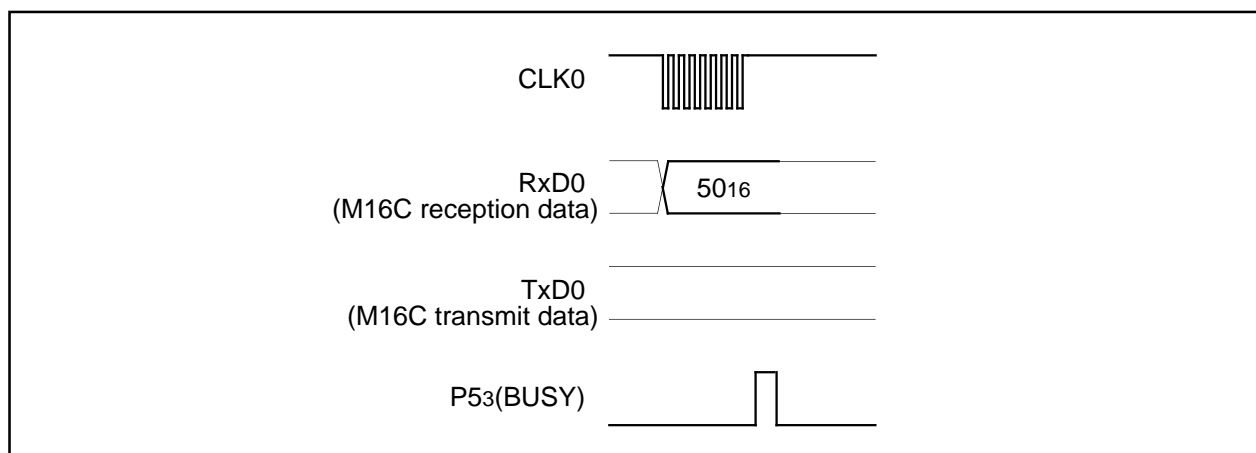 CLK0
RxD0
(M16C reception data)
5016
TxD0
(M16C transmit data)
P53(BUSY)